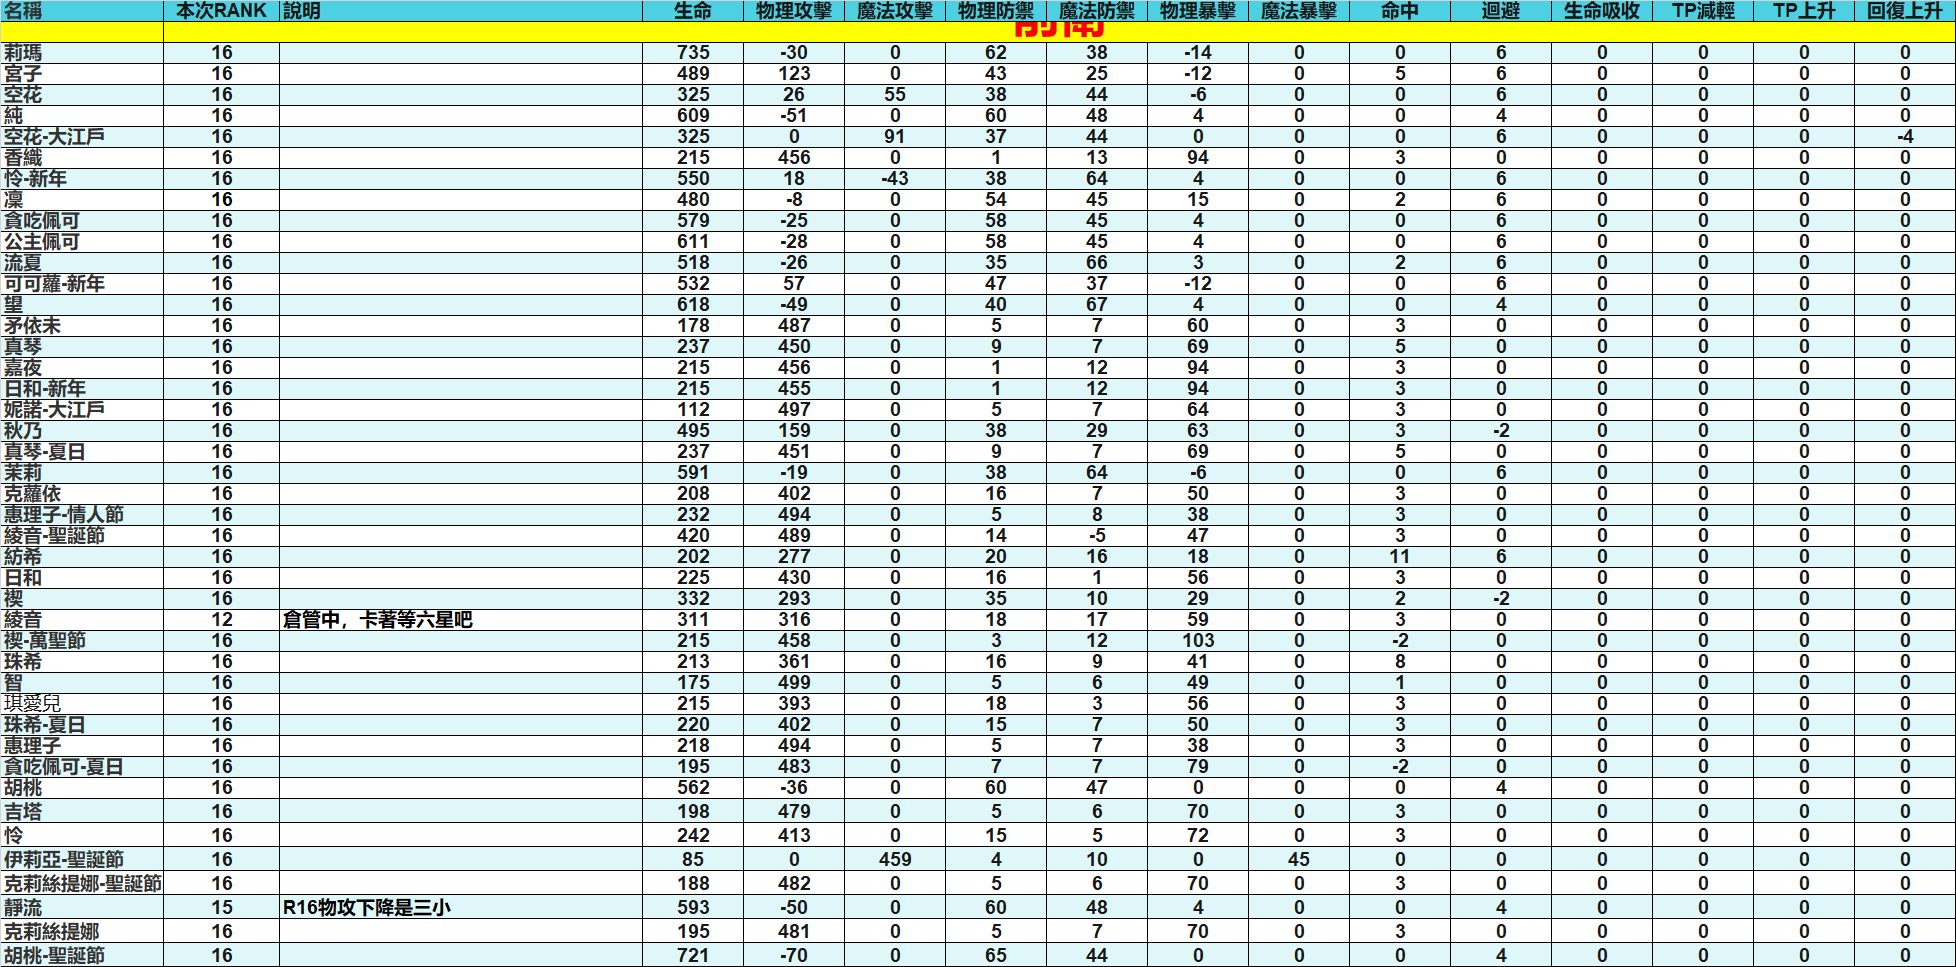 名稱 本次RANK 說明 生命 物理攻擊 魔法攻擊 物理防禦 魔法防禦 物理暴擊 魔法暴擊 命中 迴避 生命吸收 TP減輕 TP上升 回復上升
前衛
莉瑪 16 735 -30 0 62 38 -14 0 0 6 0 0 0 0
宮子 16 489 123 0 43 25 -12 0 5 6 0 0 0 0
空花 16 325 26 55 38 44 -6 0 0 6 0 0 0 0
純 16 609 -51 0 60 48 4 0 0 4 0 0 0 0
空花-大江戶 16 325 0 91 37 44 0 0 0 6 0 0 0 -4
香織 16 215 456 0 1 13 94 0 3 0 0 0 0 0
怜-新年 16 550 18 -43 38 64 4 0 0 6 0 0 0 0
凜 16 480 -8 0 54 45 15 0 2 6 0 0 0 0
貪吃佩可 16 579 -25 0 58 45 4 0 0 6 0 0 0 0
公主佩可 16 611 -28 0 58 45 4 0 0 6 0 0 0 0
流夏 16 518 -26 0 35 66 3 0 2 6 0 0 0 0
可可蘿-新年 16 532 57 0 47 37 -12 0 0 6 0 0 0 0
望 16 618 -49 0 40 67 4 0 0 4 0 0 0 0
矛依未 16 178 487 0 5 7 60 0 3 0 0 0 0 0
真琴 16 237 450 0 9 7 69 0 5 0 0 0 0 0
嘉夜 16 215 456 0 1 12 94 0 3 0 0 0 0 0
日和-新年 16 215 455 0 1 12 94 0 3 0 0 0 0 0
妮諾-大江戶 16 112 497 0 5 7 64 0 3 0 0 0 0 0
秋乃 16 495 159 0 38 29 63 0 3 -2 0 0 0 0
真琴-夏日 16 237 451 0 9 7 69 0 5 0 0 0 0 0
茉莉 16 591 -19 0 38 64 -6 0 0 6 0 0 0 0
克蘿依 16 208 402 0 16 7 50 0 3 0 0 0 0 0
惠理子-情人節 16 232 494 0 5 8 38 0 3 0 0 0 0 0
綾音-聖誕節 16 420 489 0 14 -5 47 0 3 0 0 0 0 0
紡希 16 202 277 0 20 16 18 0 11 6 0 0 0 0
日和 16 225 430 0 16 1 56 0 3 0 0 0 0 0
禊 16 332 293 0 35 10 29 0 2 -2 0 0 0 0
綾音 12 倉管中，卡著等六星吧 311 316 0 18 17 59 0 3 0 0 0 0 0
禊-萬聖節 16 215 458 0 3 12 103 0 -2 0 0 0 0 0
珠希 16 213 361 0 16 9 41 0 8 0 0 0 0 0
智 16 175 499 0 5 6 49 0 1 0 0 0 0 0
琪愛兒 16 215 393 0 18 3 56 0 3 0 0 0 0 0
珠希-夏日 16 220 402 0 15 7 50 0 3 0 0 0 0 0
惠理子 16 218 494 0 5 7 38 0 3 0 0 0 0 0
貪吃佩可-夏日 16 195 483 0 7 7 79 0 -2 0 0 0 0 0
胡桃 16 562 -36 0 60 47 0 0 0 4 0 0 0 0
吉塔 16 198 479 0 5 6 70 0 3 0 0 0 0 0
怜 16 242 413 0 15 5 72 0 3 0 0 0 0 0
伊莉亞-聖誕節 16 85 0 459 4 10 0 45 0 0 0 0 0 0
克莉絲提娜-聖誕節 16 188 482 0 5 6 70 0 3 0 0 0 0 0
靜流 15 R16物攻下降是三小 593 -50 0 60 48 4 0 0 4 0 0 0 0
克莉絲提娜 16 195 481 0 5 7 70 0 3 0 0 0 0 0
胡桃-聖誕節 16 721 -70 0 65 44 0 0 0 4 0 0 0 0